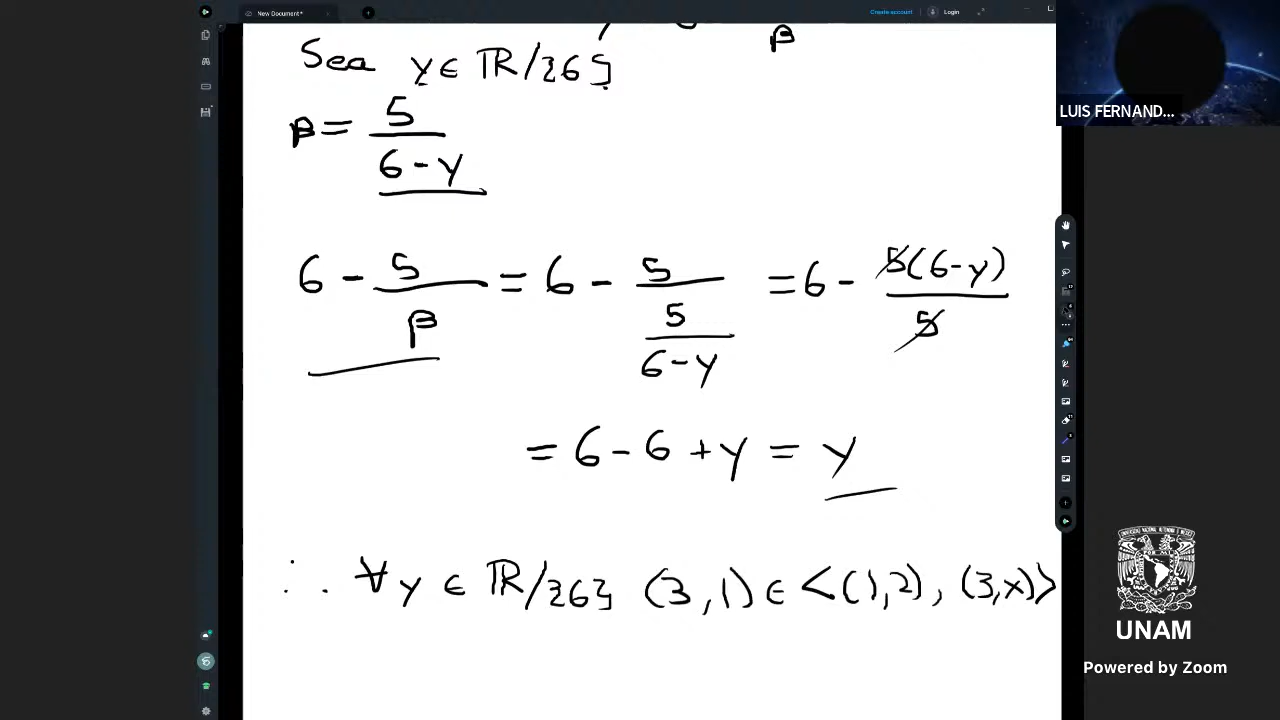 New Document*
Create account
Login
β
Sea y ∈ ℝ/{6}
β = 5/(6-y)
6 - 5/β = 6 - 5/(5/(6-y)) = 6 - 5(6-y)/5
= 6 - 6 + y = y
∴ ∀ y ∈ ℝ/{6} (3,1) ∈ <(1,2), (3,x)>
LUIS FERNAND...
UNAM
Powered by Zoom